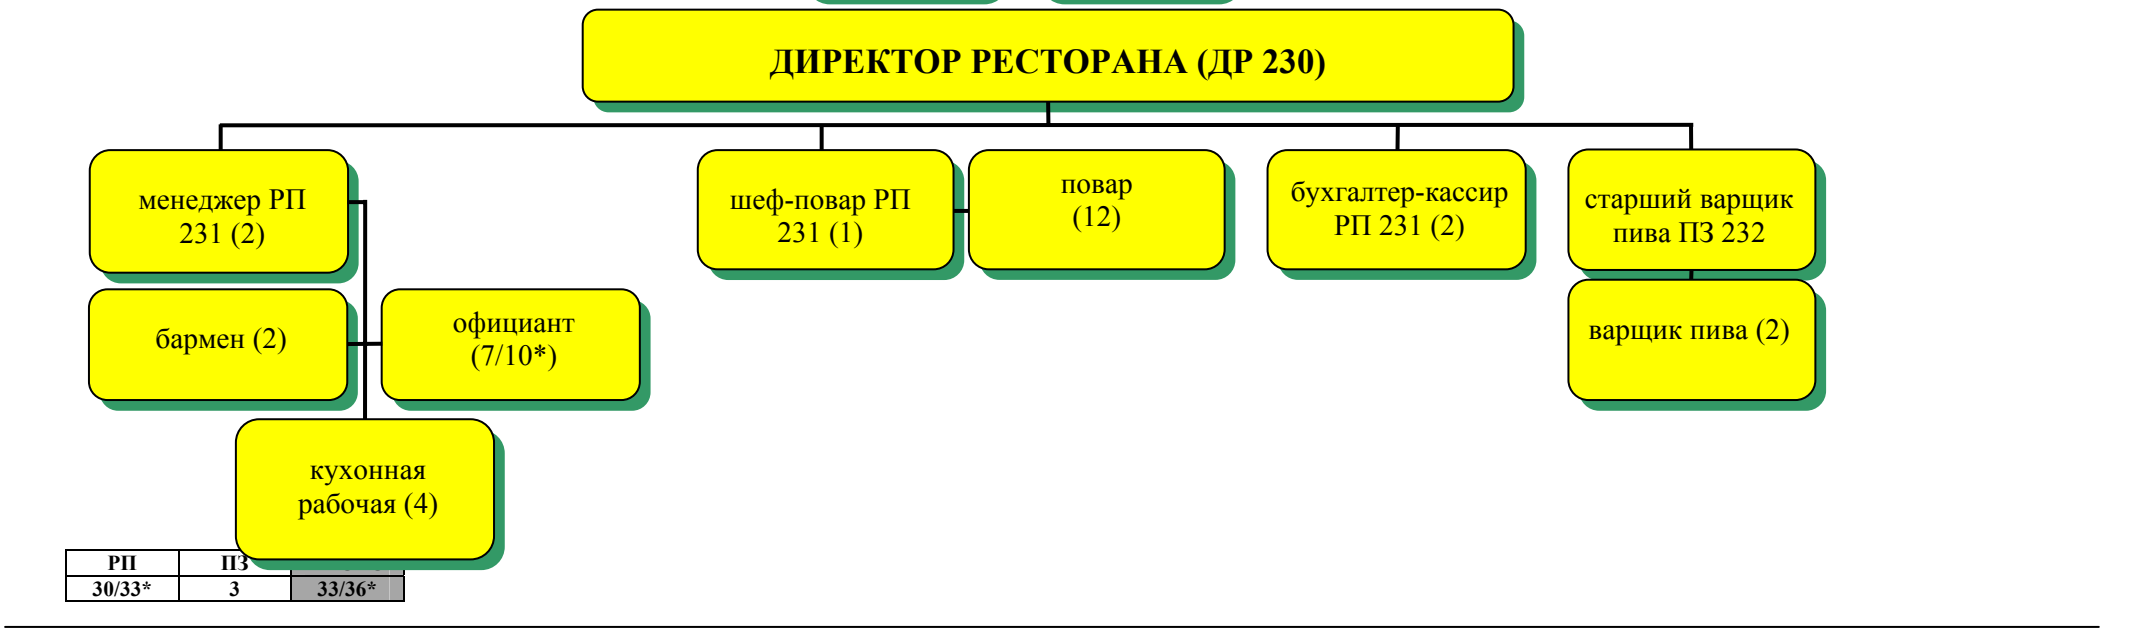 ДИРЕКТОР РЕСТОРАНА (ДР 230)
менеджер РП
231 (2)
шеф-повар РП
231 (1)
повар
(12)
бухгалтер-кассир
РП 231 (2)
старший варщик
пива ПЗ 232
бармен (2)
официант
(7/10*)
варщик пива (2)
кухонная
рабочая (4)
РП ПЗ
30/33* 3 33/36*